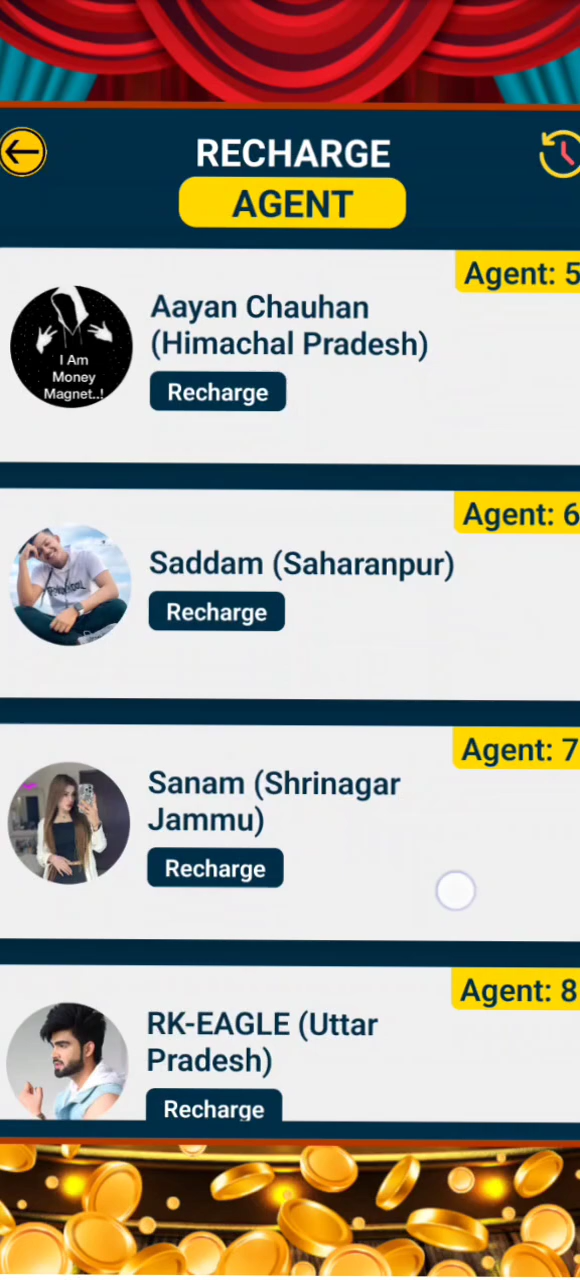 RECHARGE
AGENT
Agent: 5
Aayan Chauhan
(Himachal Pradesh)
I Am
Money
Magnet..!
Recharge
Agent: 6
Saddam (Saharanpur)
Recharge
Agent: 7
Sanam (Shrinagar
Jammu)
Recharge
Agent: 8
RK-EAGLE (Uttar
Pradesh)
Recharge